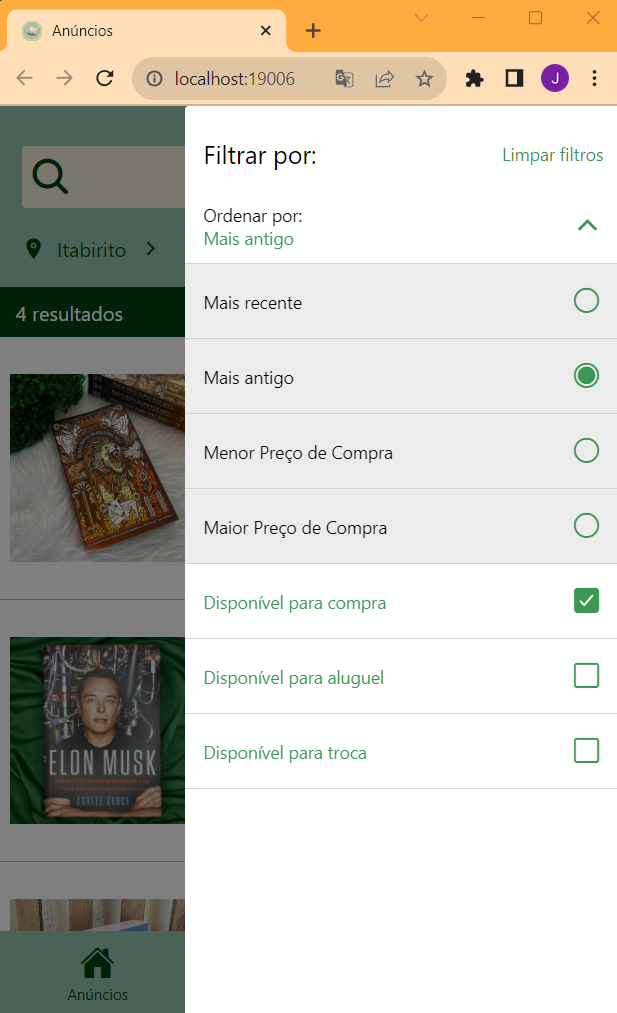 Anúncios
localhost:19006
J
Filtrar por:
Limpar filtros
Ordenar por:
Mais antigo
Itabirito
4 resultados
Mais recente
Mais antigo
Menor Preço de Compra
Maior Preço de Compra
Disponível para compra
Disponível para aluguel
Disponível para troca
ELON MUSK
ASHLEE VANCE
Anúncios